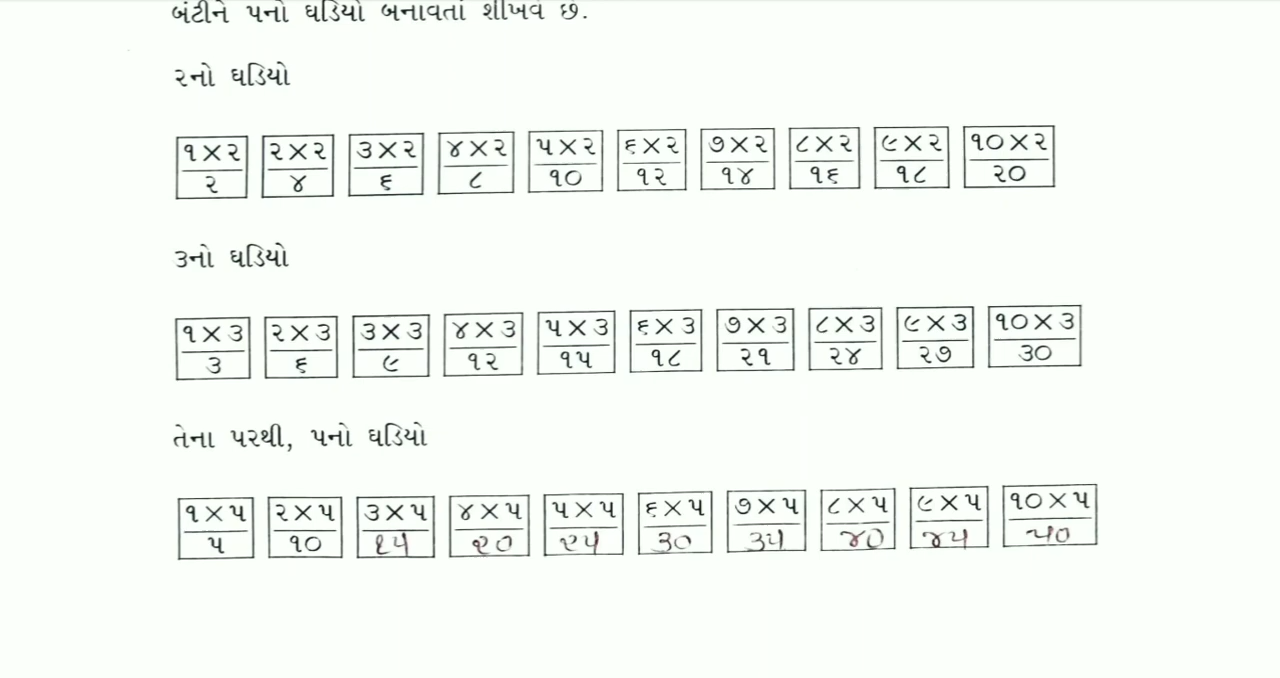 બંટીને ૫નો ઘડિયો બનાવતાં શીખવે છે.
૨નો ઘડિયો
૧×૨ ૨×૨ ૩×૨ ૪×૨ ૫×૨ ૬×૨ ૭×૨ ૮×૨ ૯×૨ ૧૦×૨
૨ ૪ ૬ ૮ ૧૦ ૧૨ ૧૪ ૧૬ ૧૮ ૨૦
૩નો ઘડિયો
૧×૩ ૨×૩ ૩×૩ ૪×૩ ૫×૩ ૬×૩ ૭×૩ ૮×૩ ૯×૩ ૧૦×૩
૩ ૬ ૯ ૧૨ ૧૫ ૧૮ ૨૧ ૨૪ ૨૭ ૩૦
તેના પરથી, ૫નો ઘડિયો
૧×૫ ૨×૫ ૩×૫ ૪×૫ ૫×૫ ૬×૫ ૭×૫ ૮×૫ ૯×૫ ૧૦×૫
૫ ૧૦ ૧૫ ૨૦ ૨૫ ૩૦ ૩૫ ૪૦ ૪૫ ૫૦